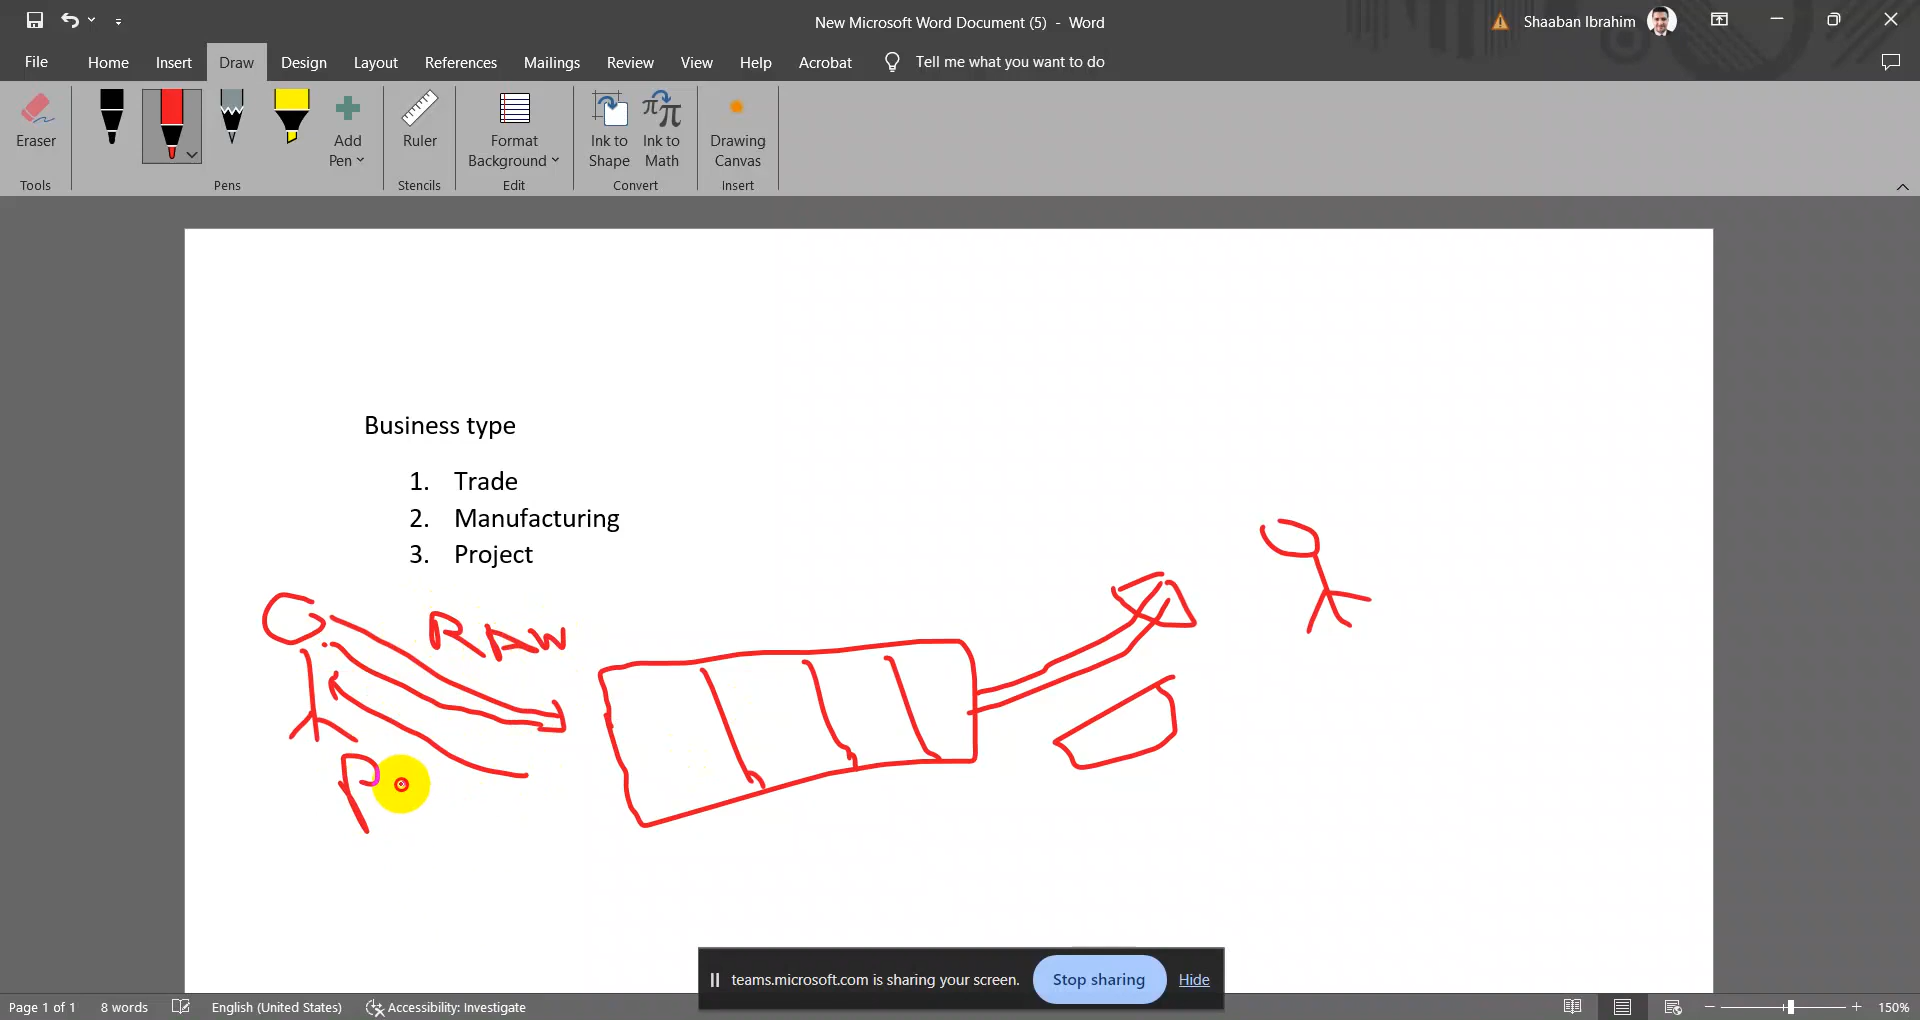 New Microsoft Word Document (5) - Word
Shaaban Ibrahim
File Home Insert Draw Design Layout References Mailings Review View Help Acrobat Tell me what you want to do
Eraser
Add Pen
Ruler
Format Background
Ink to Shape
Ink to Math
Drawing Canvas
Tools Pens Stencils Edit Convert Insert
Business type
1. Trade
2. Manufacturing
3. Project
RAW
P
teams.microsoft.com is sharing your screen. Stop sharing Hide
Page 1 of 1 8 words English (United States) Accessibility: Investigate 150%